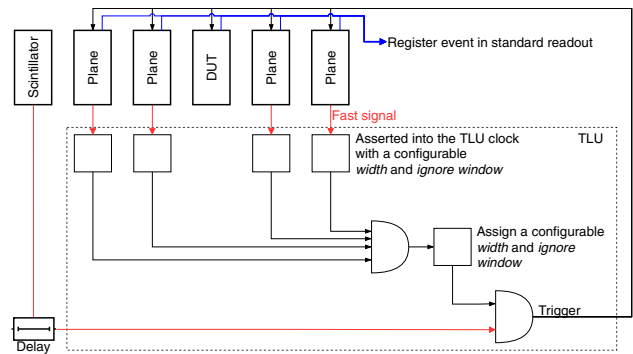 Scintillator
Plane
Plane
DUT
Plane
Plane
Register event in standard readout
Fast signal
Asserted into the TLU clock
with a configurable
width and ignore window
TLU
Assign a configurable
width and ignore
window
Trigger
Delay